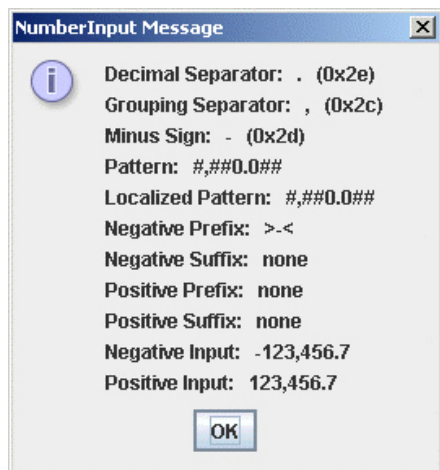 NumberInput Message
Decimal Separator: . (0x2e)
Grouping Separator: , (0x2c)
Minus Sign: - (0x2d)
Pattern: #,##0.0##
Localized Pattern: #,##0.0##
Negative Prefix: >-<
Negative Suffix: none
Positive Prefix: none
Positive Suffix: none
Negative Input: -123,456.7
Positive Input: 123,456.7
OK